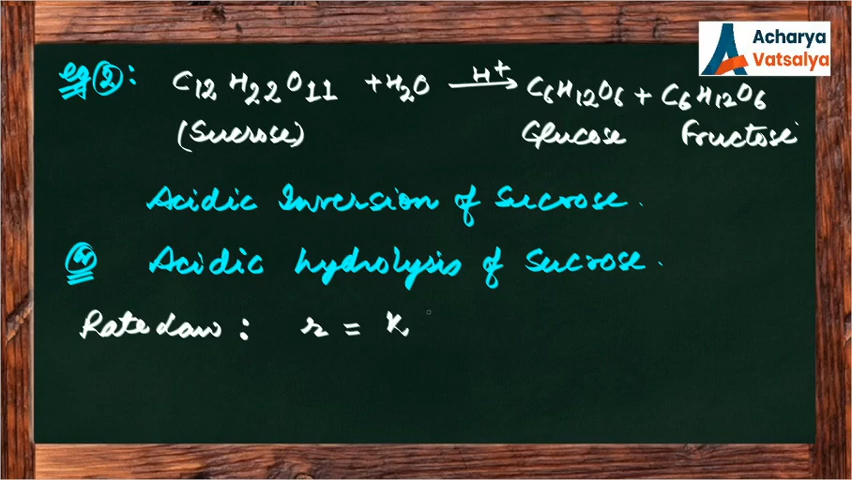 Acharya
Vatsalya
eg②: C12 H22 O11 + H2O —H+→ C6H12O6 + C6H12O6
(Sucrose) Glucose Fructose
Acidic Inversion of Sucrose.
Acidic hydrolysis of Sucrose.
Rate Law : r = k